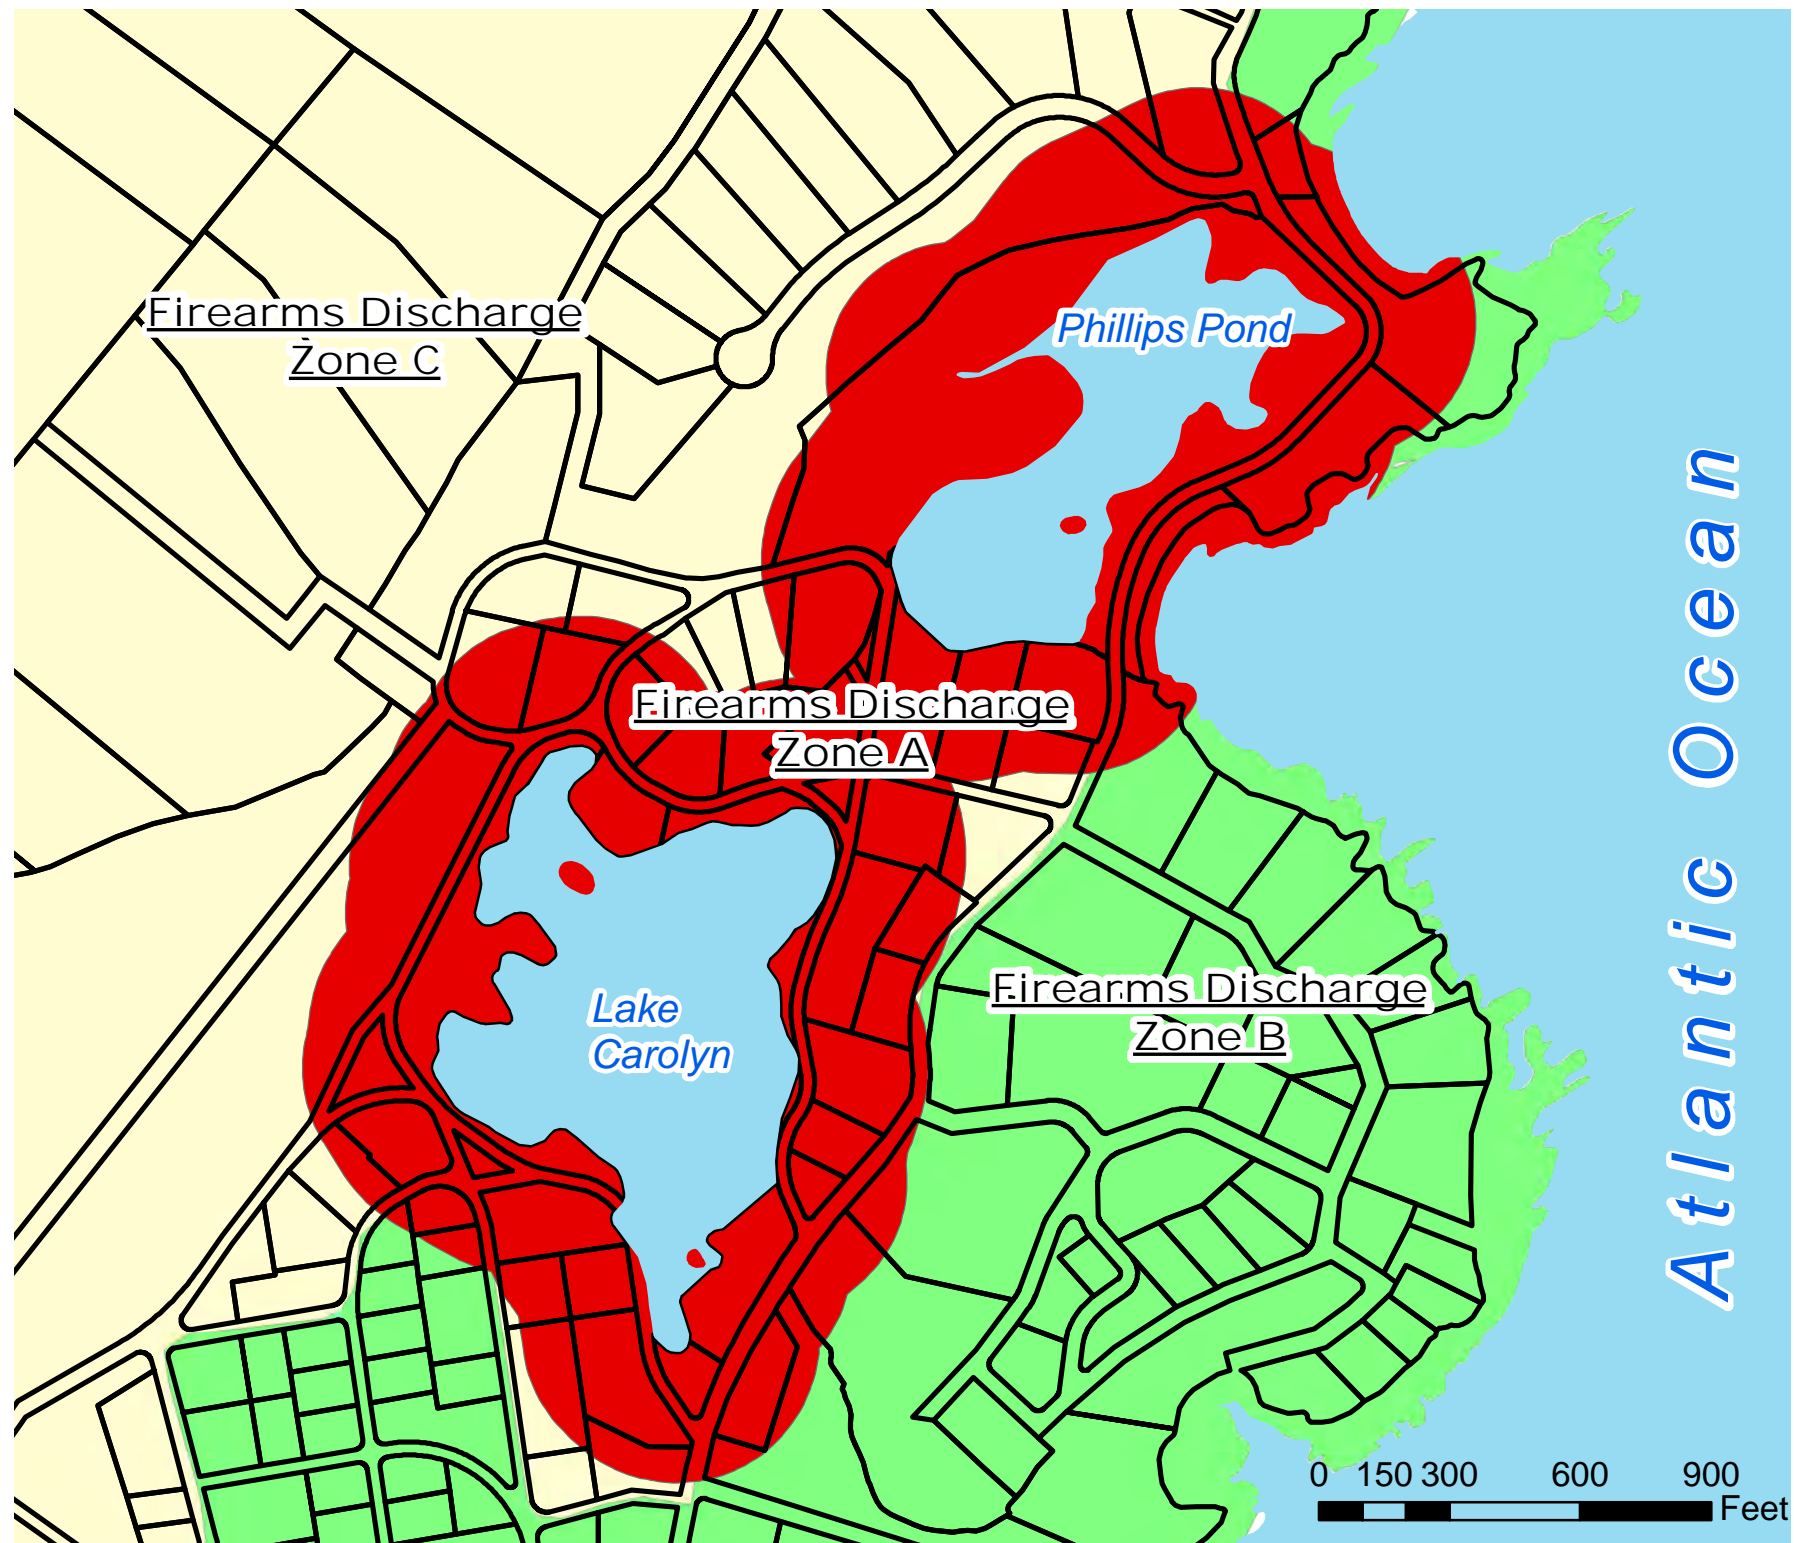 Firearms Discharge
Zone C
Phillips Pond
Firearms Discharge
Zone A
Lake
Carolyn
Firearms Discharge
Zone B
Atlantic Ocean
0 150 300 600 900
Feet